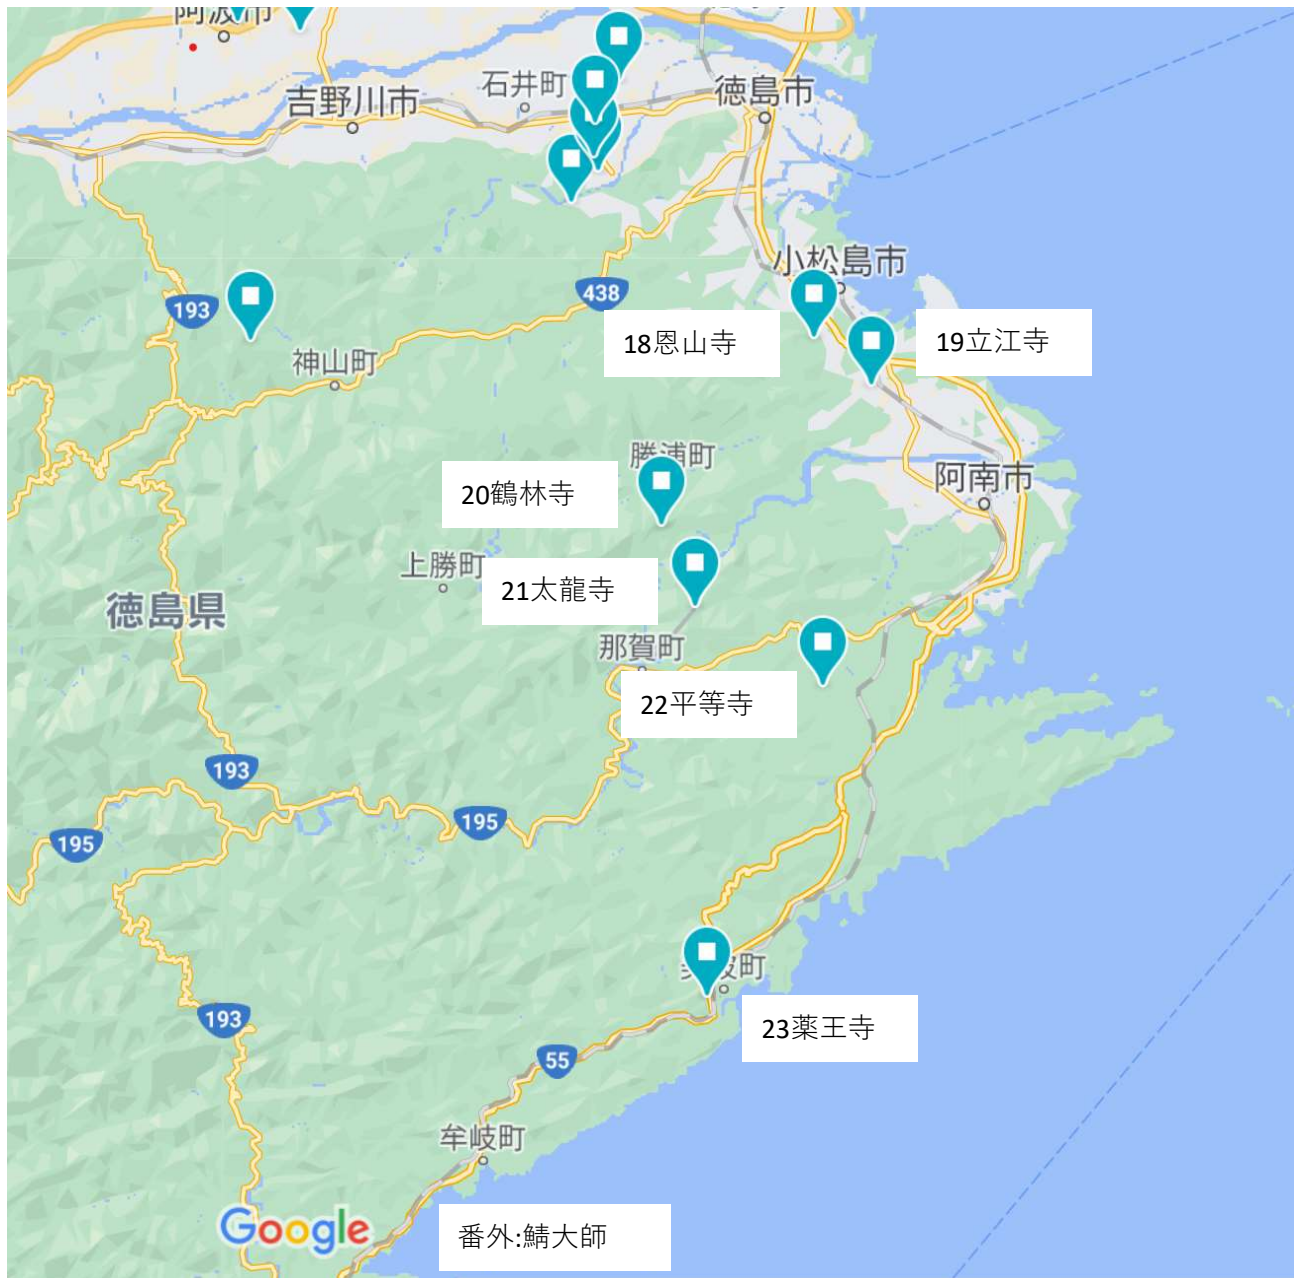 阿波市
石井町
徳島市
吉野川市
小松島市
193
438
18恩山寺
19立江寺
神山町
勝浦町
20鶴林寺
阿南市
上勝町
21太龍寺
徳島県
那賀町
22平等寺
193
195
195
23薬王寺
193
55
牟岐町
Google
番外:鯖大師